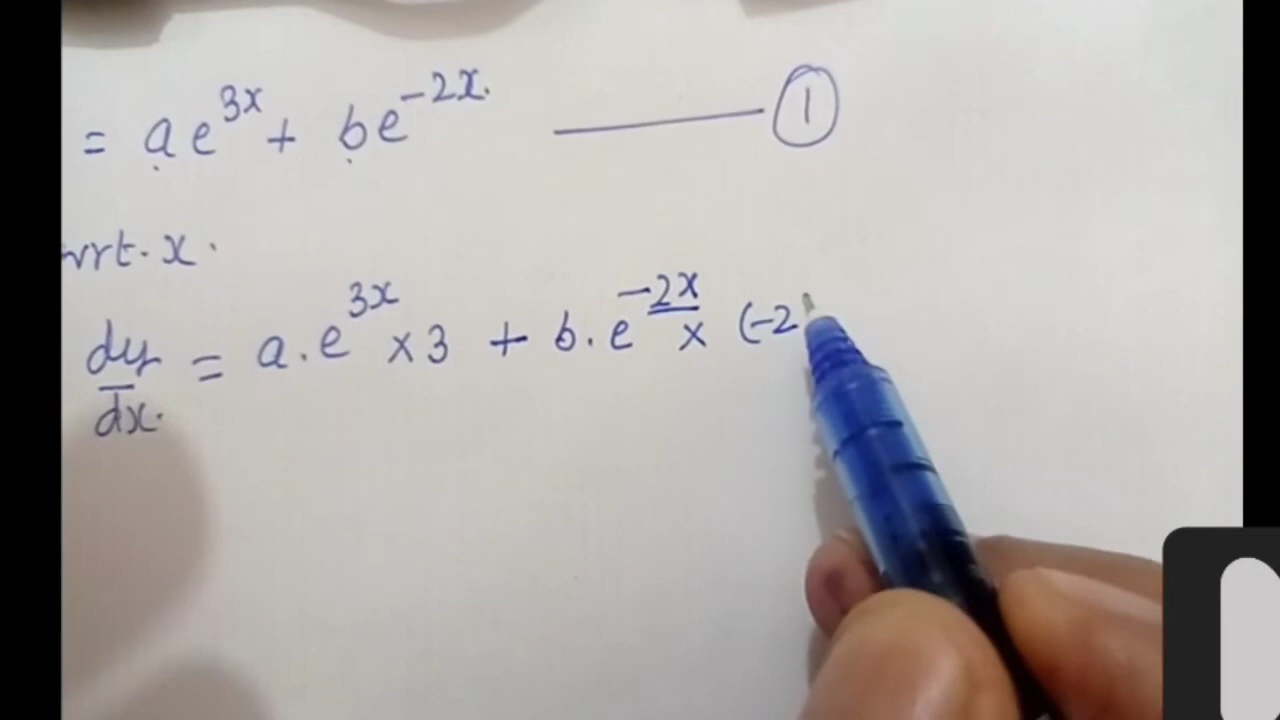 = ae^{3x} + be^{-2x}. ——— ①
wrt. x.
dy/dx. = a.e^{3x} × 3 + b.e^{-2x} × (-2